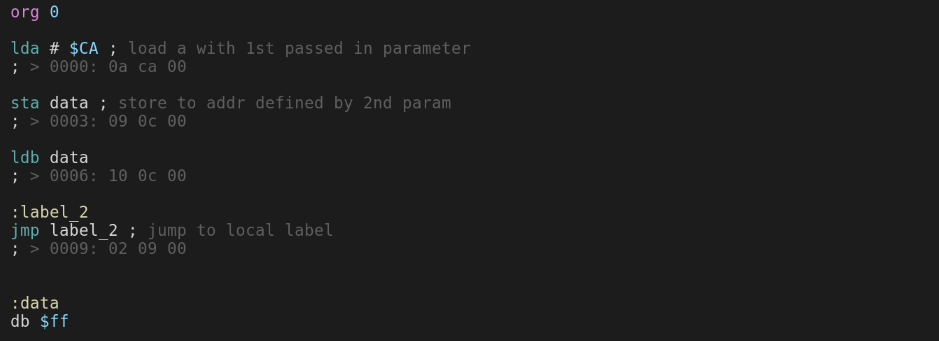 org 0
lda # $CA ; load a with 1st passed in parameter
; > 0000: 0a ca 00
sta data ; store to addr defined by 2nd param
; > 0003: 09 0c 00
ldb data
; > 0006: 10 0c 00
:label_2
jmp label_2 ; jump to local label
; > 0009: 02 09 00
:data
db $ff